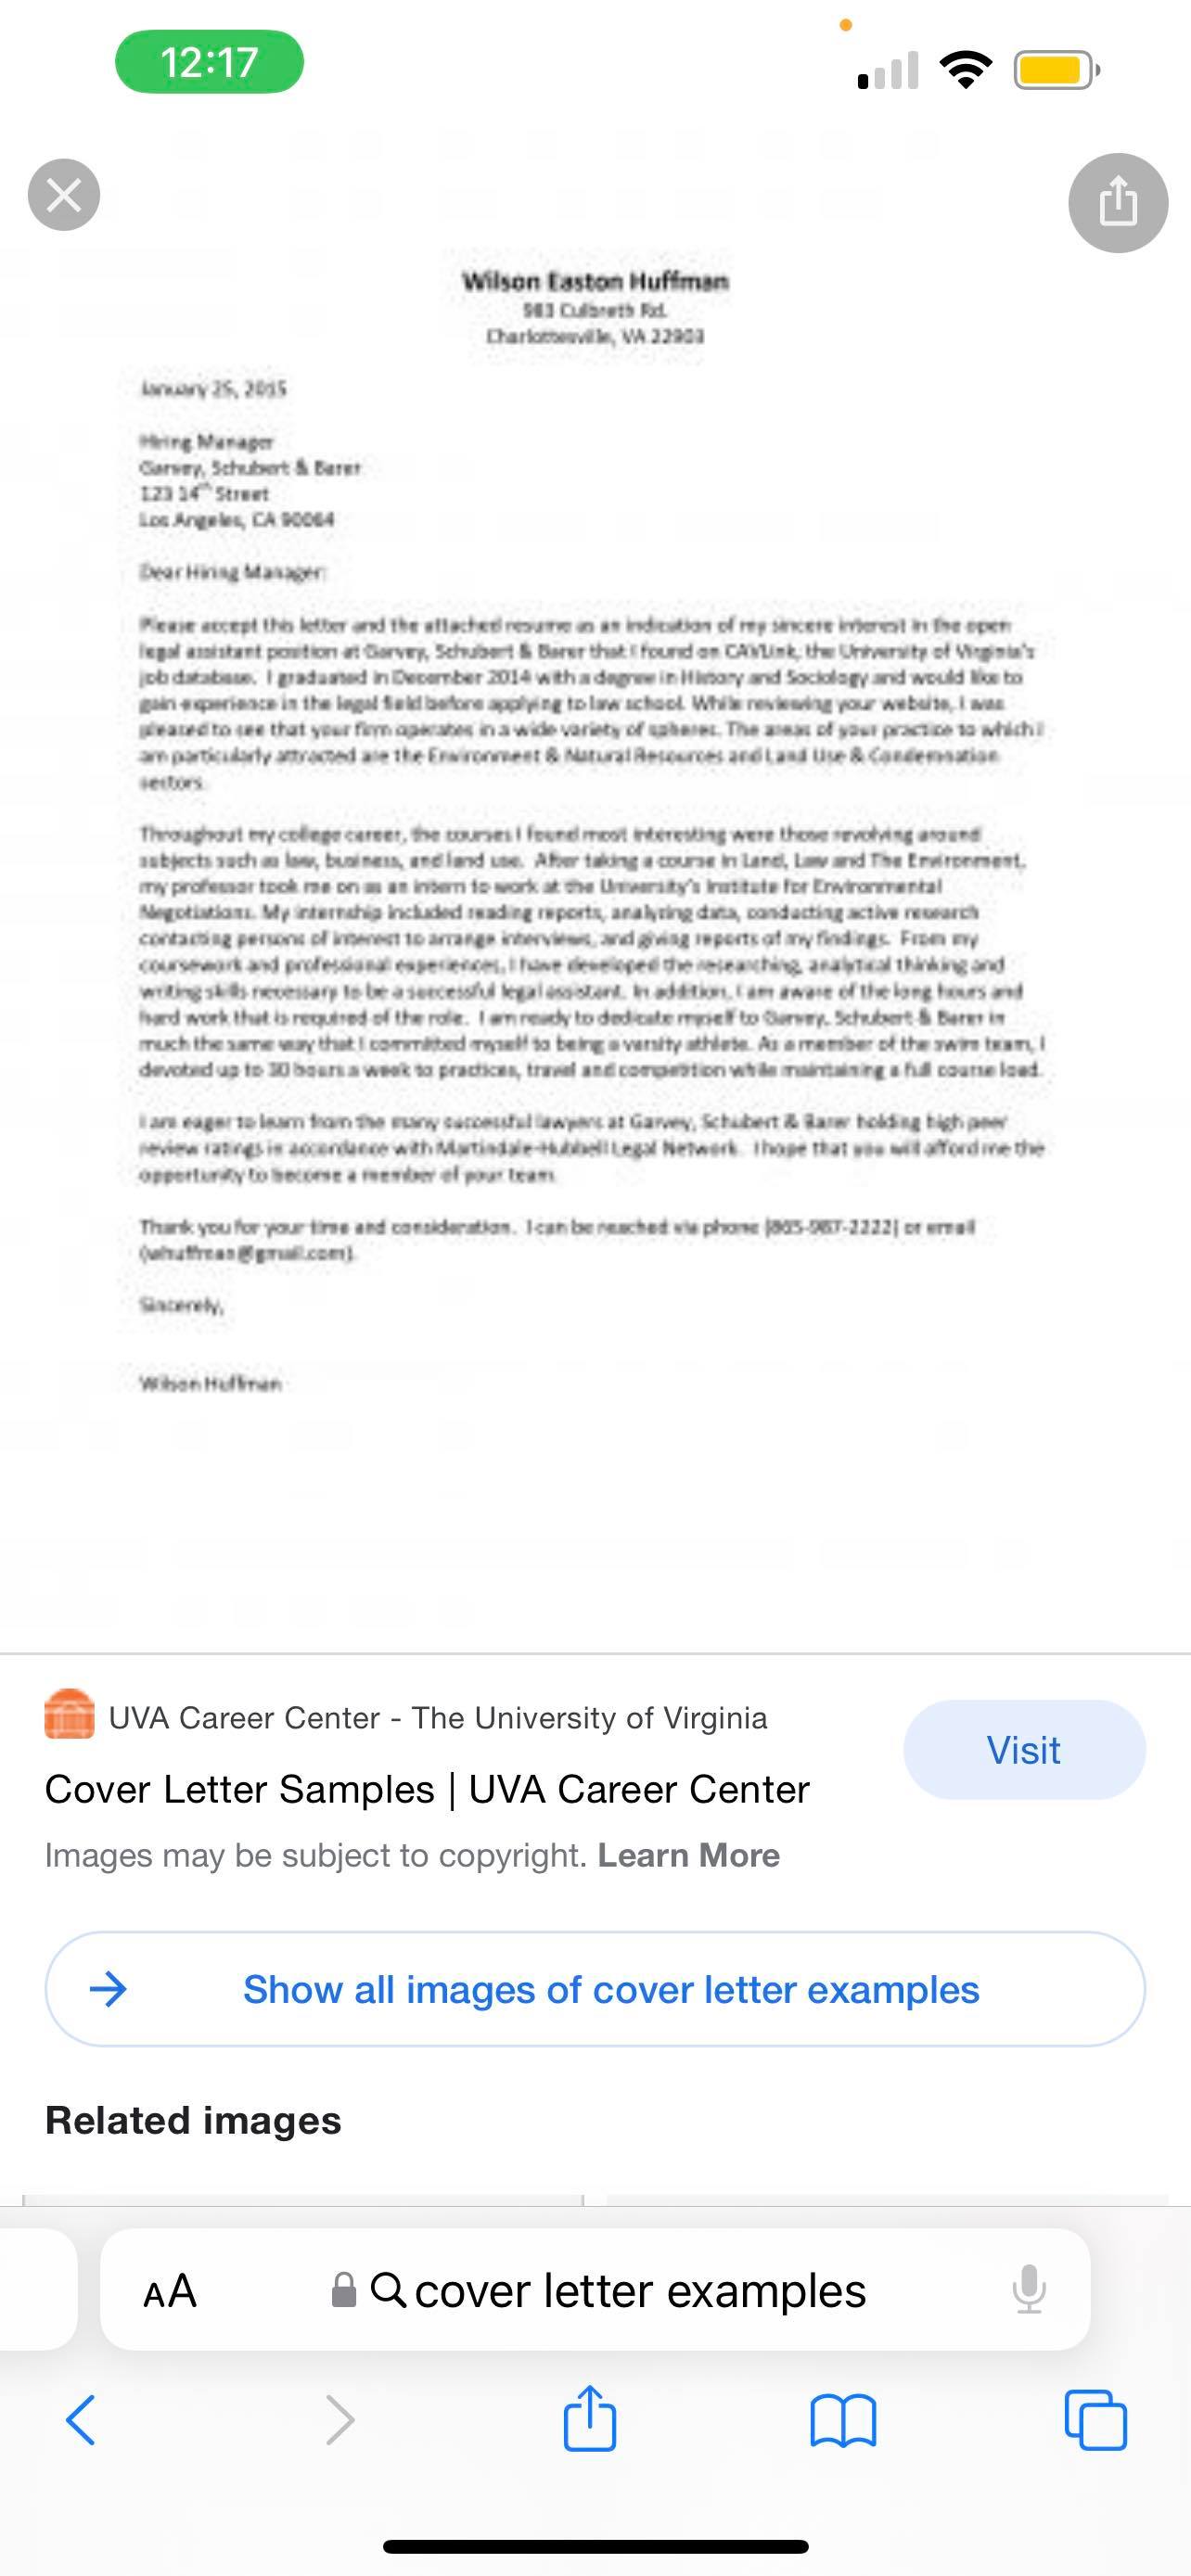 12:17
Wilson Easton Huffman
983 Culbreth Rd.
Charlottesville, VA 22903
January 25, 2015
Hiring Manager
Garvey, Schubert & Barer
123 14th Street
Los Angeles, CA 90064
Dear Hiring Manager:
Please accept this letter and the attached resume as an indication of my sincere interest in the open
legal assistant position at Garvey, Schubert & Barer that I found on CAVLink, the University of Virginia's
job database. I graduated in December 2014 with a degree in History and Sociology and would like to
gain experience in the legal field before applying to law school. While reviewing your website, I was
pleased to see that your firm operates in a wide variety of spheres. The areas of your practice to which I
am particularly attracted are the Environment & Natural Resources and Land Use & Condemnation
sectors.
Throughout my college career, the courses I found most interesting were those revolving around
subjects such as law, business, and land use. After taking a course in Land, Law and The Environment,
my professor took me on as an intern to work at the University's Institute for Environmental
Negotiations. My internship included reading reports, analyzing data, conducting active research
contacting persons of interest to arrange interviews, and giving reports of my findings. From my
coursework and professional experiences, I have developed the researching, analytical thinking and
writing skills necessary to be a successful legal assistant. In addition, I am aware of the long hours and
hard work that is required of the role. I am ready to dedicate myself to Garvey, Schubert & Barer in
much the same way that I committed myself to being a varsity athlete. As a member of the swim team, I
devoted up to 30 hours a week to practices, travel and competition while maintaining a full course load.
I am eager to learn from the many successful lawyers at Garvey, Schubert & Barer holding high peer
review ratings in accordance with Martindale-Hubbell Legal Network. I hope that you will afford me the
opportunity to become a member of your team.
Thank you for your time and consideration. I can be reached via phone (865-987-2222) or email
(whuffman@gmail.com).
Sincerely,
Wilson Huffman
UVA Career Center - The University of Virginia
Visit
Cover Letter Samples | UVA Career Center
Images may be subject to copyright. Learn More
Show all images of cover letter examples
Related images
AA
cover letter examples